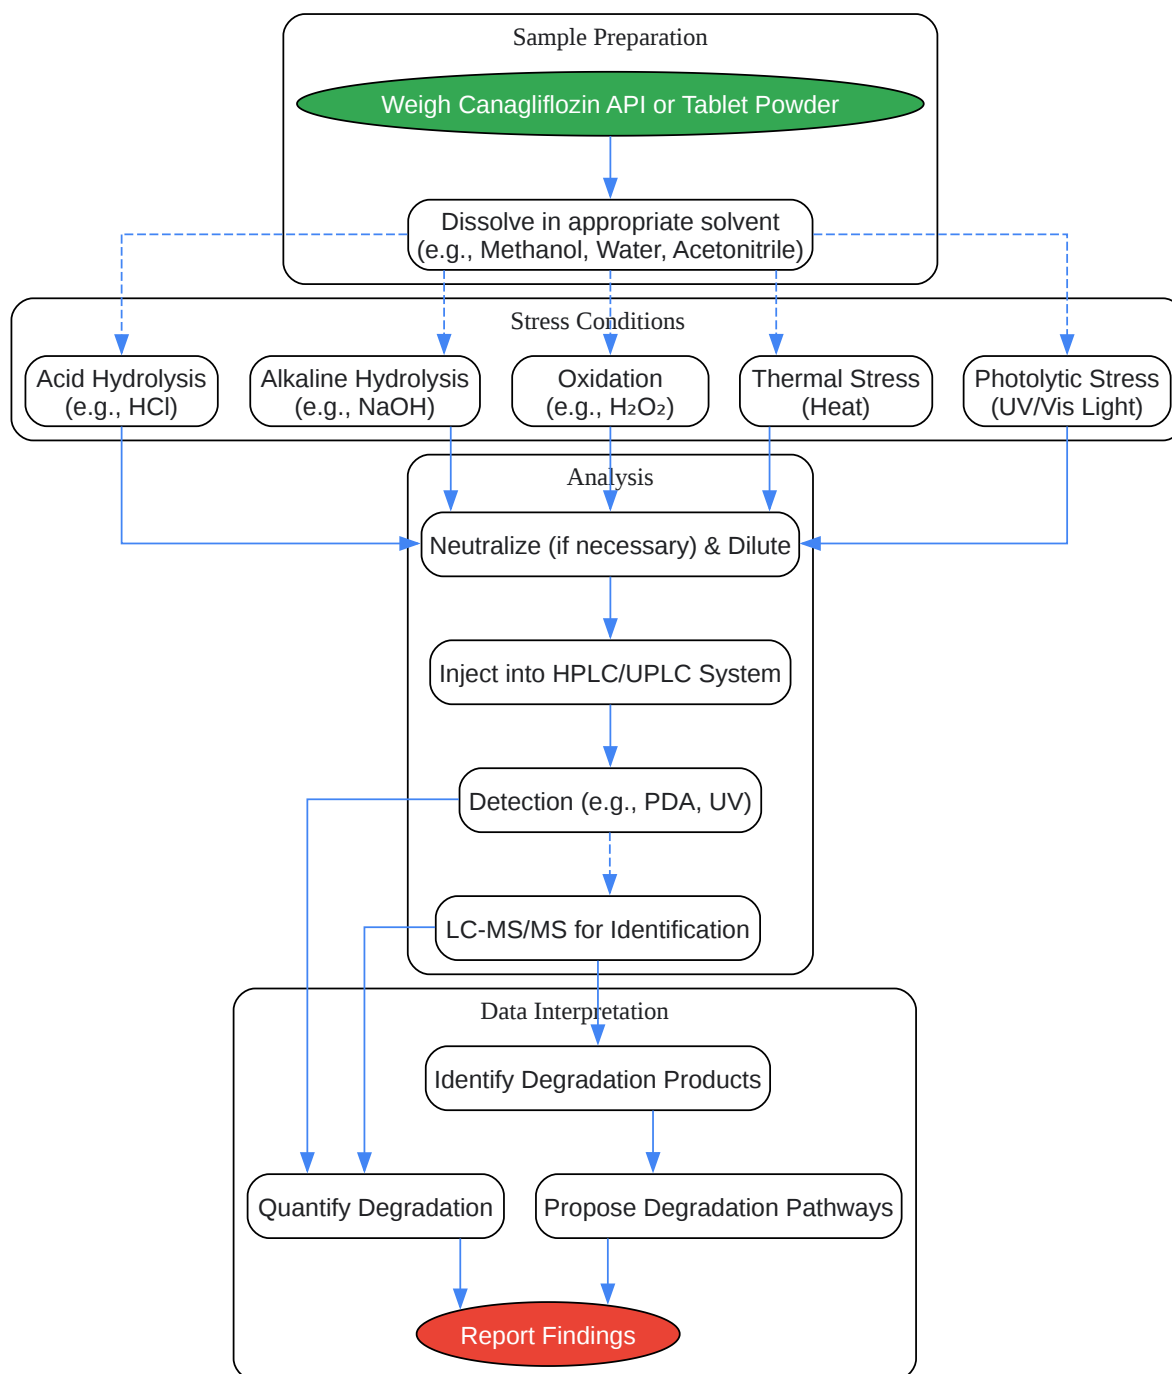 Sample Preparation
Weigh Canagliflozin API or Tablet Powder
Dissolve in appropriate solvent
(e.g., Methanol, Water, Acetonitrile)
Stress Conditions
Acid Hydrolysis
(e.g., HCl)
Alkaline Hydrolysis
(e.g., NaOH)
Oxidation
(e.g., H₂O₂)
Thermal Stress
(Heat)
Photolytic Stress
(UV/Vis Light)
Analysis
Neutralize (if necessary) & Dilute
Inject into HPLC/UPLC System
Detection (e.g., PDA, UV)
LC-MS/MS for Identification
Data Interpretation
Identify Degradation Products
Quantify Degradation
Propose Degradation Pathways
Report Findings